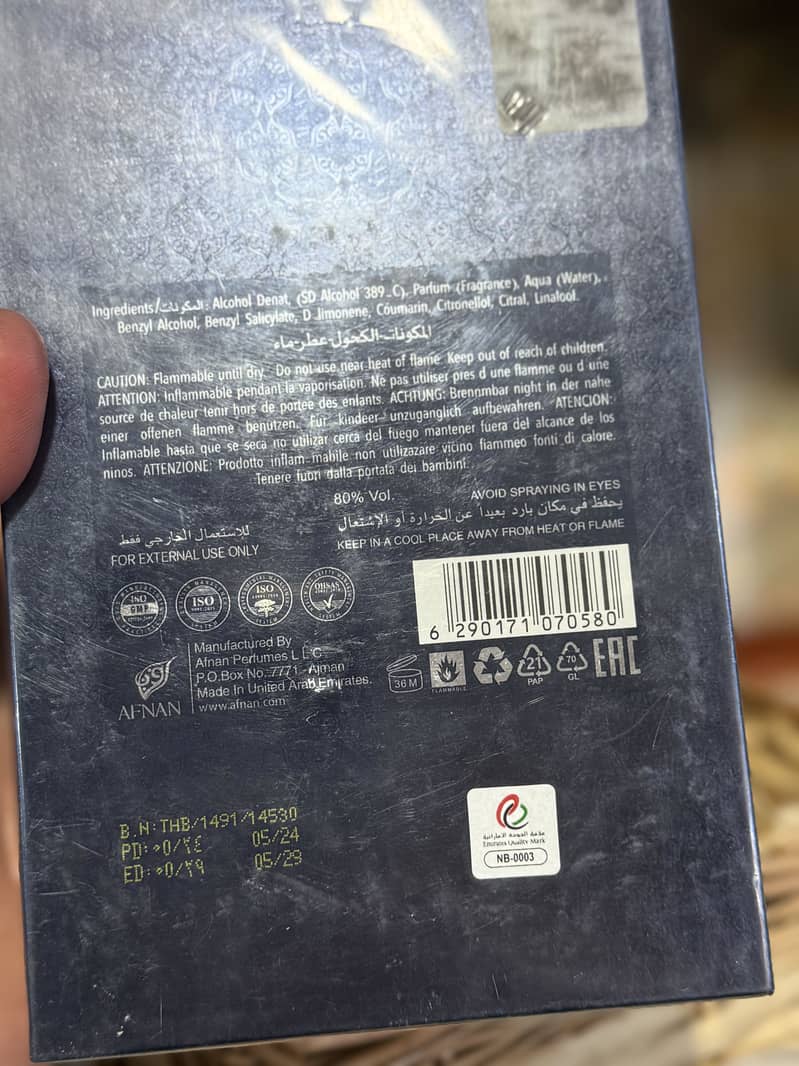 Ingredients/المكونات: Alcohol Denat, (SD Alcohol 389_C). Parfum (Fragrance), Aqua (Water),
Benzyl Alcohol, Benzyl Salicylate, D Jimonene, Coumarin, Citronellol, Citral, Linalool.
المكونات-الكحول-عطر-ماء
CAUTION: Flammable until dry. Do not use near heat of flame. Keep out of reach of children.
ATTENTION: Inflammable pendant la vaporisation. Ne pas utiliser pres d une flamme ou d une
source de chaleur tenir hors de portee des enfants. ACHTUNG: Brenmbar night in der nahe
einer offenen flamme benutzen. Fur kindeer unzuganglich aufbewahren. ATENCION:
Inflamable hasta que se seca no utilizar cerca del fuego mantener fuera del alcance de los
ninos. ATTENZIONE: Prodotto inflam-mabile non utilizazare vicino fiammeo fonti di calore.
Tenere fuori dalla portata dei bambini.
80% Vol.
AVOID SPRAYING IN EYES
للاستعمال الخارجي فقط
يحفظ في مكان بارد بعيداً عن الحرارة أو الإشتعال
FOR EXTERNAL USE ONLY
KEEP IN A COOL PLACE AWAY FROM HEAT OR FLAME
ISO GMP
ISO
ISO
OHSAS
6 290171 070580
Manufactured By
Afnan Perfumes L.L.C.
P.O.Box No. 7771 - Ajman
Made In United Arab Emirates.
www.afnan.com
AFNAN
36 M
FLAMMABLE
21
PAP
70
GL
EAC
B.N:THB/1491/14530
PD:٠٥/٢٤ 05/24
ED:٠٥/٢٩ 05/29
علامة الجودة الإماراتية
Emirates Quality Mark
NB-0003